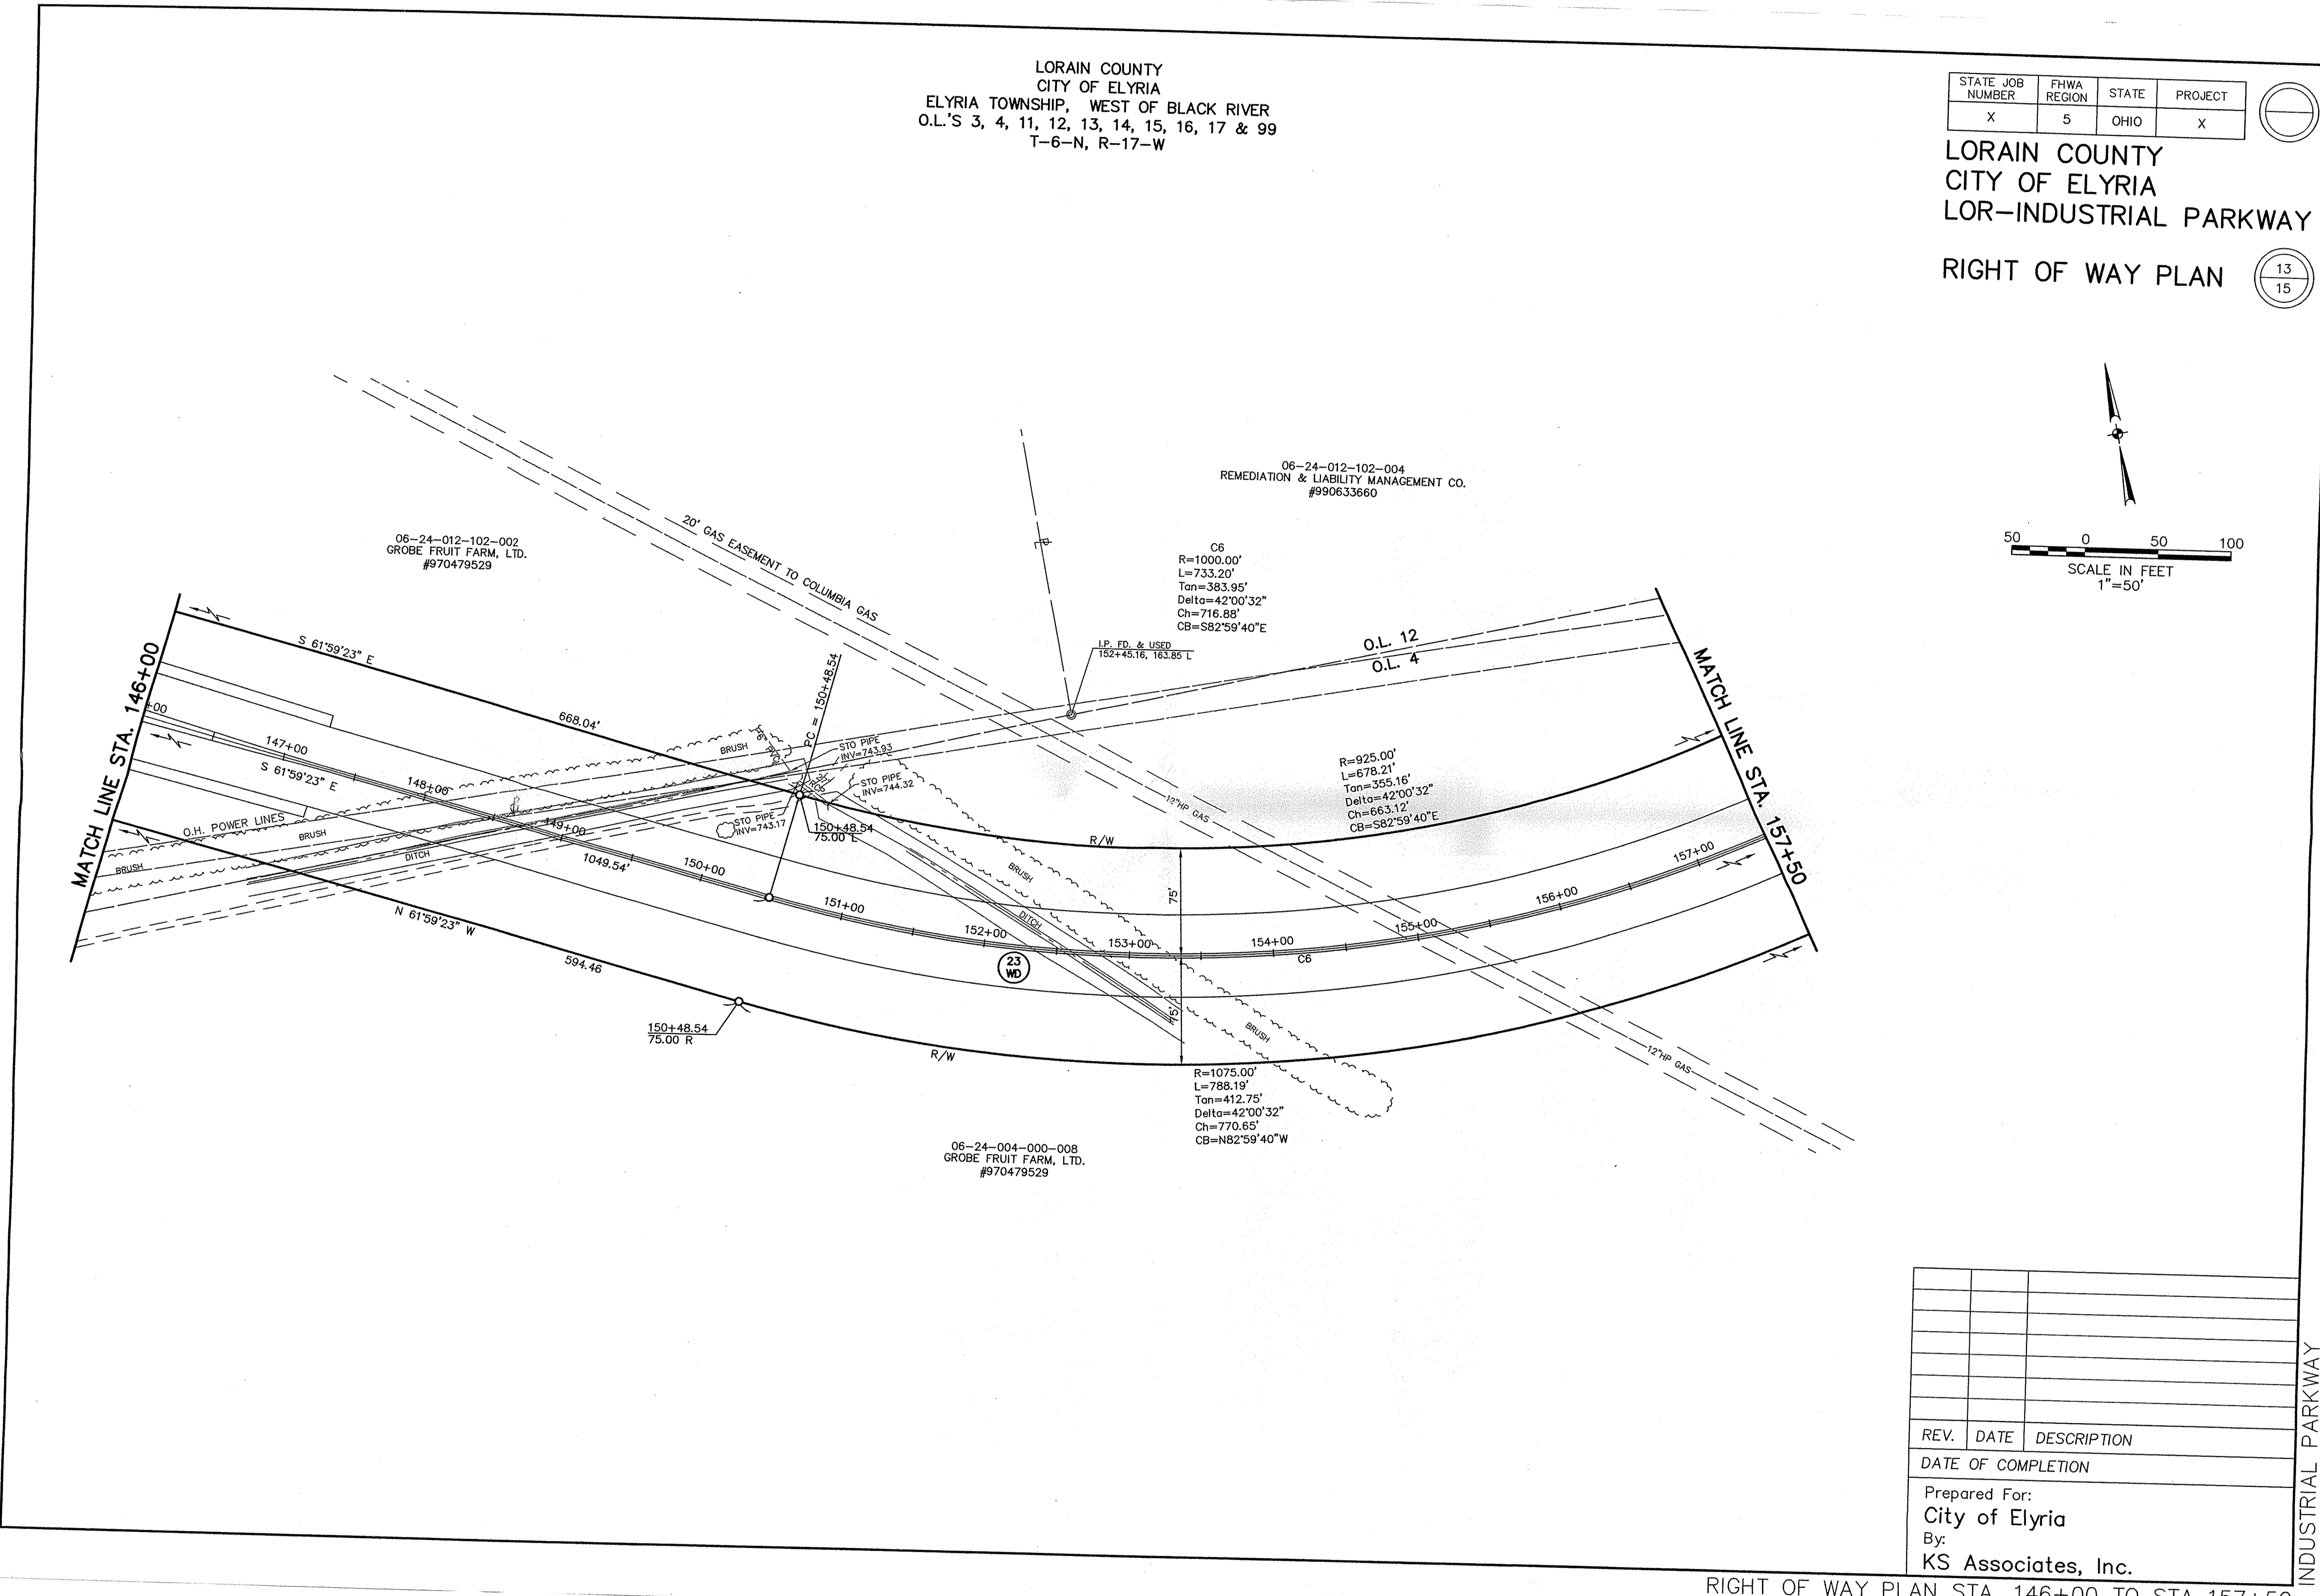 LORAIN COUNTY
CITY OF ELYRIA
ELYRIA TOWNSHIP, WEST OF BLACK RIVER
O.L.'S 3, 4, 11, 12, 13, 14, 15, 16, 17 & 99
T-6-N, R-17-W
STATE JOB NUMBER
FHWA REGION
STATE
PROJECT
X
5
OHIO
X
LORAIN COUNTY
CITY OF ELYRIA
LOR-INDUSTRIAL PARKWAY
RIGHT OF WAY PLAN
13
15
50 0 50 100
SCALE IN FEET
1"=50'
06-24-012-102-004
REMEDIATION & LIABILITY MANAGEMENT CO.
#990633660
06-24-012-102-002
GROBE FRUIT FARM, LTD.
#970479529
20' GAS EASEMENT TO COLUMBIA GAS
PL
C6
R=1000.00'
L=733.20'
Tan=383.95'
Delta=42°00'32"
Ch=716.88'
CB=S82°59'40"E
I.P. FD. & USED
152+45.16, 163.85 L
O.L. 12
O.L. 4
MATCH LINE STA. 146+00
MATCH LINE STA. 157+50
S 61°59'23" E
668.04'
PC = 150+48.54
+00
147+00
S 61°59'23" E
148+00
149+00
1049.54'
150+00
151+00
152+00
153+00
154+00
155+00
156+00
157+00
C6
BRUSH
STO PIPE
INV=743.93
STO PIPE
INV=744.32
STO PIPE
INV=743.17
150+48.54
75.00 L
O.H. POWER LINES
BRUSH
BRUSH
DITCH
N 61°59'23" W
594.46
150+48.54
75.00 R
R/W
R/W
BRUSH
DITCH
BRUSH
23
WD
75'
75'
12"HP GAS
12"HP GAS
R=925.00'
L=678.21'
Tan=355.16'
Delta=42°00'32"
Ch=663.12'
CB=S82°59'40"E
R=1075.00'
L=788.19'
Tan=412.75'
Delta=42°00'32"
Ch=770.65'
CB=N82°59'40"W
06-24-004-000-008
GROBE FRUIT FARM, LTD.
#970479529
REV. DATE DESCRIPTION
DATE OF COMPLETION
Prepared For:
City of Elyria
By:
KS Associates, Inc.
INDUSTRIAL PARKWAY
RIGHT OF WAY PLAN STA. 146+00 TO STA 157+50